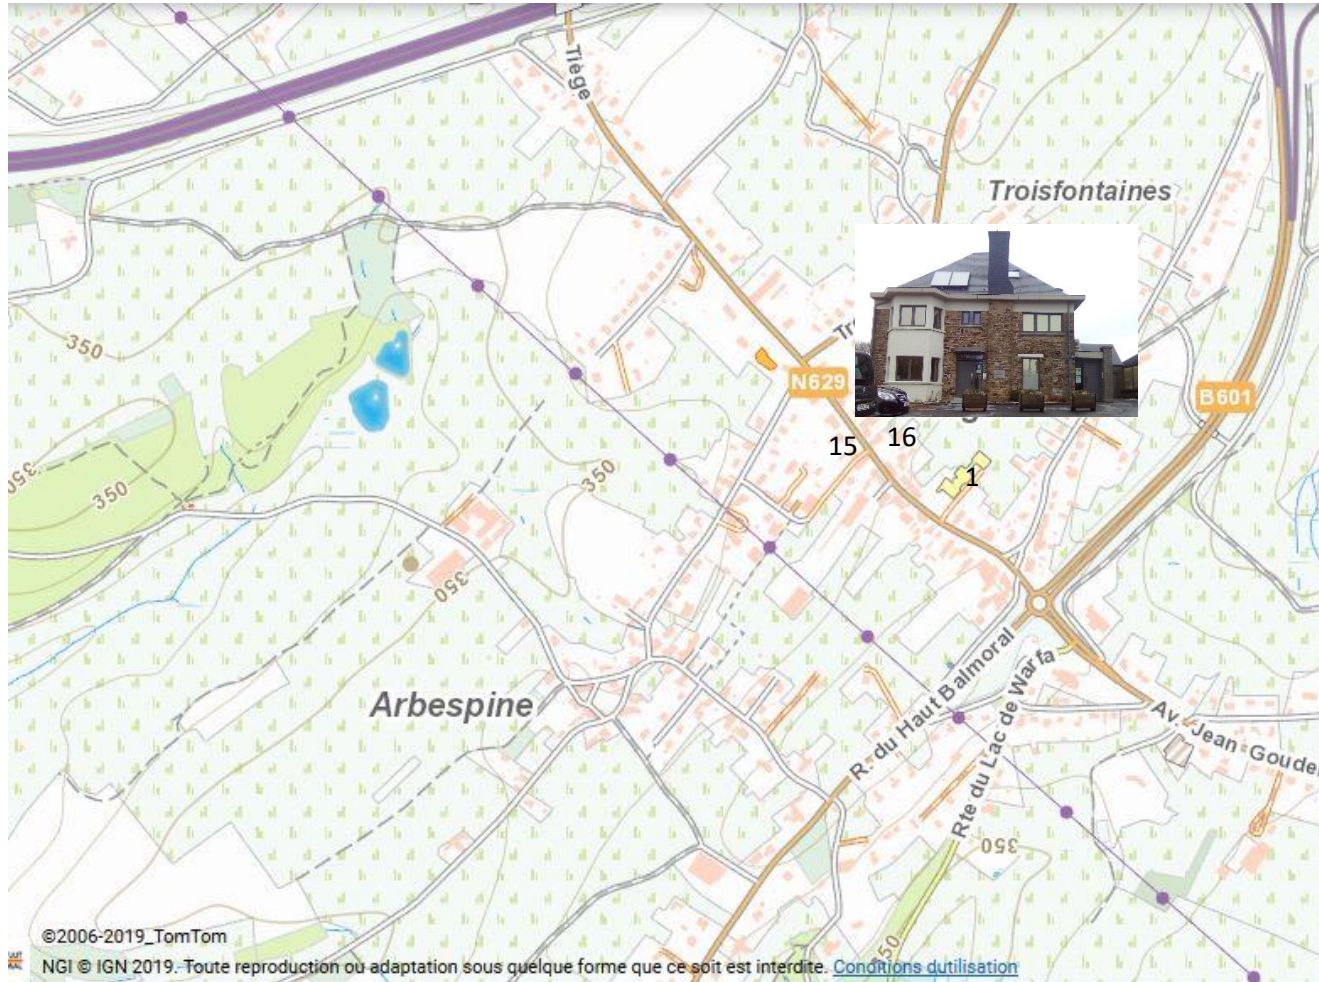 Tiège
Troisfontaines
350
N629
B601
15
16
350
350
350
1
350
Arbespine
R. du Haut Balmoral
Rte du Lac de Warfa
Av. Jean Goude
350
350
©2006-2019_TomTom
NGI © IGN 2019. Toute reproduction ou adaptation sous quelque forme que ce soit est interdite. Conditions dutilisation